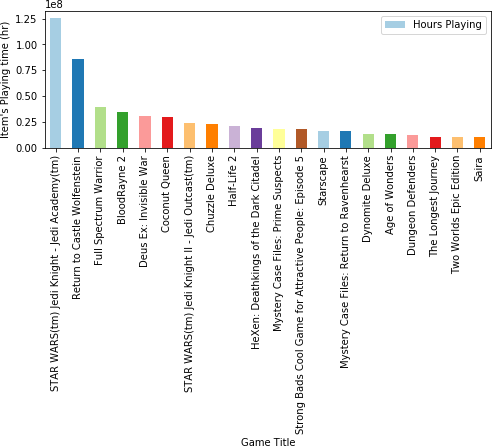 1e8
Item's Playing time (hr)
1.25
1.00
0.75
0.50
0.25
0.00
Hours Playing
STAR WARS(tm) Jedi Knight - Jedi Academy(tm)
Return to Castle Wolfenstein
Full Spectrum Warrior
BloodRayne 2
Deus Ex: Invisible War
Coconut Queen
STAR WARS(tm) Jedi Knight II - Jedi Outcast(tm)
Chuzzle Deluxe
Half-Life 2
HeXen: Deathkings of the Dark Citadel
Mystery Case Files: Prime Suspects
Strong Bads Cool Game for Attractive People: Episode 5
Starscape
Mystery Case Files: Return to Ravenhearst
Dynomite Deluxe
Age of Wonders
Dungeon Defenders
The Longest Journey
Two Worlds Epic Edition
Saira
Game Title